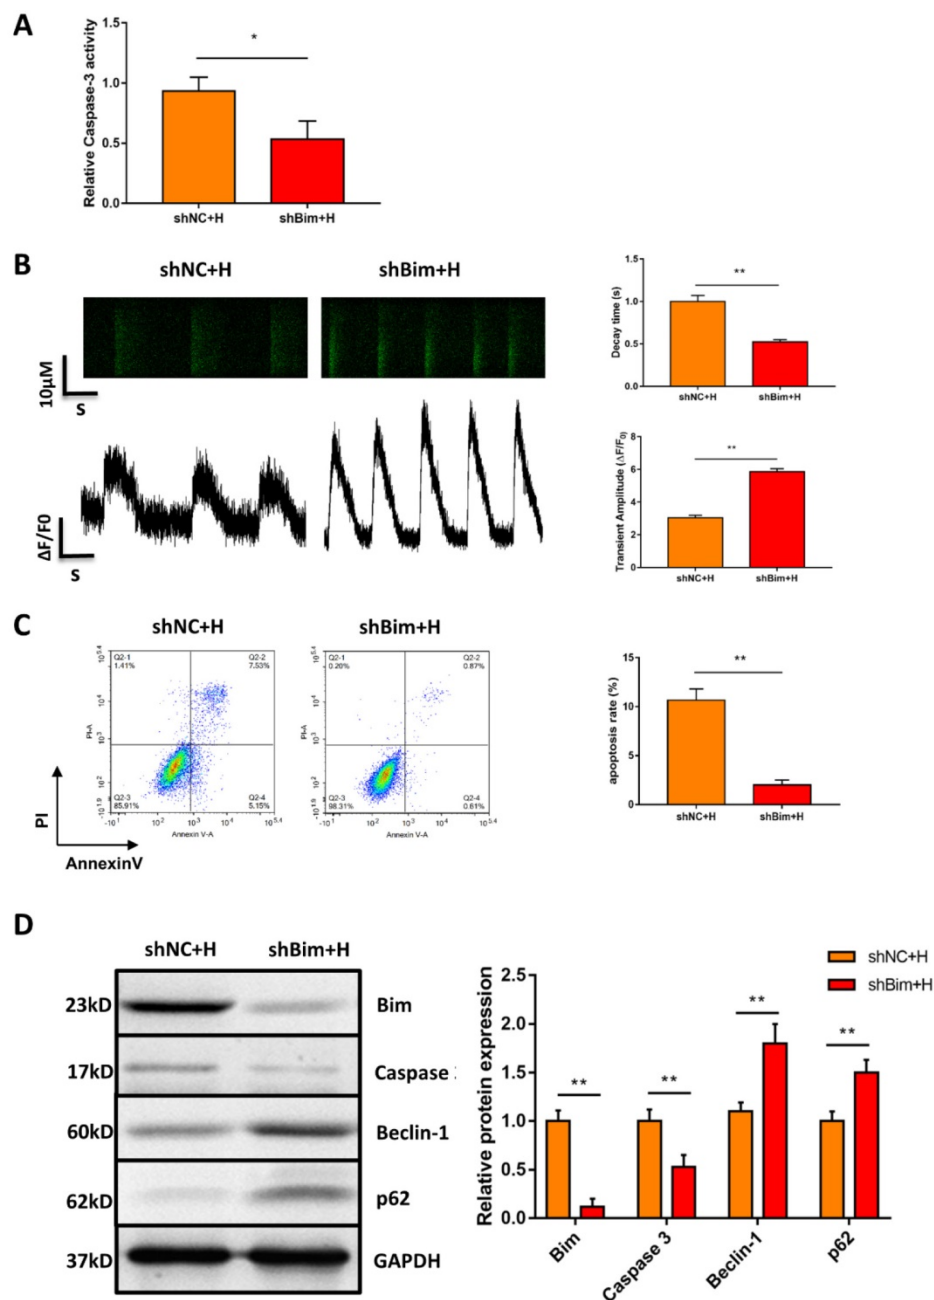 A
Relative Caspase-3 activity
1.5
1.0
0.5
0.0
*
shNC+H
shBim+H
B
shNC+H
shBim+H
10μM
s
ΔF/F0
s
Decay time (s)
1.5
1.0
0.5
0.0
**
shNC+H
shBim+H
Transient Amplitude (ΔF/F0)
8
6
4
2
0
**
shNC+H
shBim+H
C
shNC+H
shBim+H
Q2-1
1.41%
Q2-2
7.53%
Q2-3
85.91%
Q2-4
5.15%
PI-A
Annexin V-A
Q2-1
0.20%
Q2-2
0.87%
Q2-3
98.31%
Q2-4
0.61%
PI-A
Annexin V-A
PI
AnnexinV
apoptosis rate (%)
15
10
5
0
**
shNC+H
shBim+H
D
shNC+H
shBim+H
23kD
Bim
17kD
Caspase
60kD
Beclin-1
62kD
p62
37kD
GAPDH
shNC+H
shBim+H
Relative protein expression
2.5
2.0
1.5
1.0
0.5
0.0
**
**
**
**
Bim
Caspase 3
Beclin-1
p62